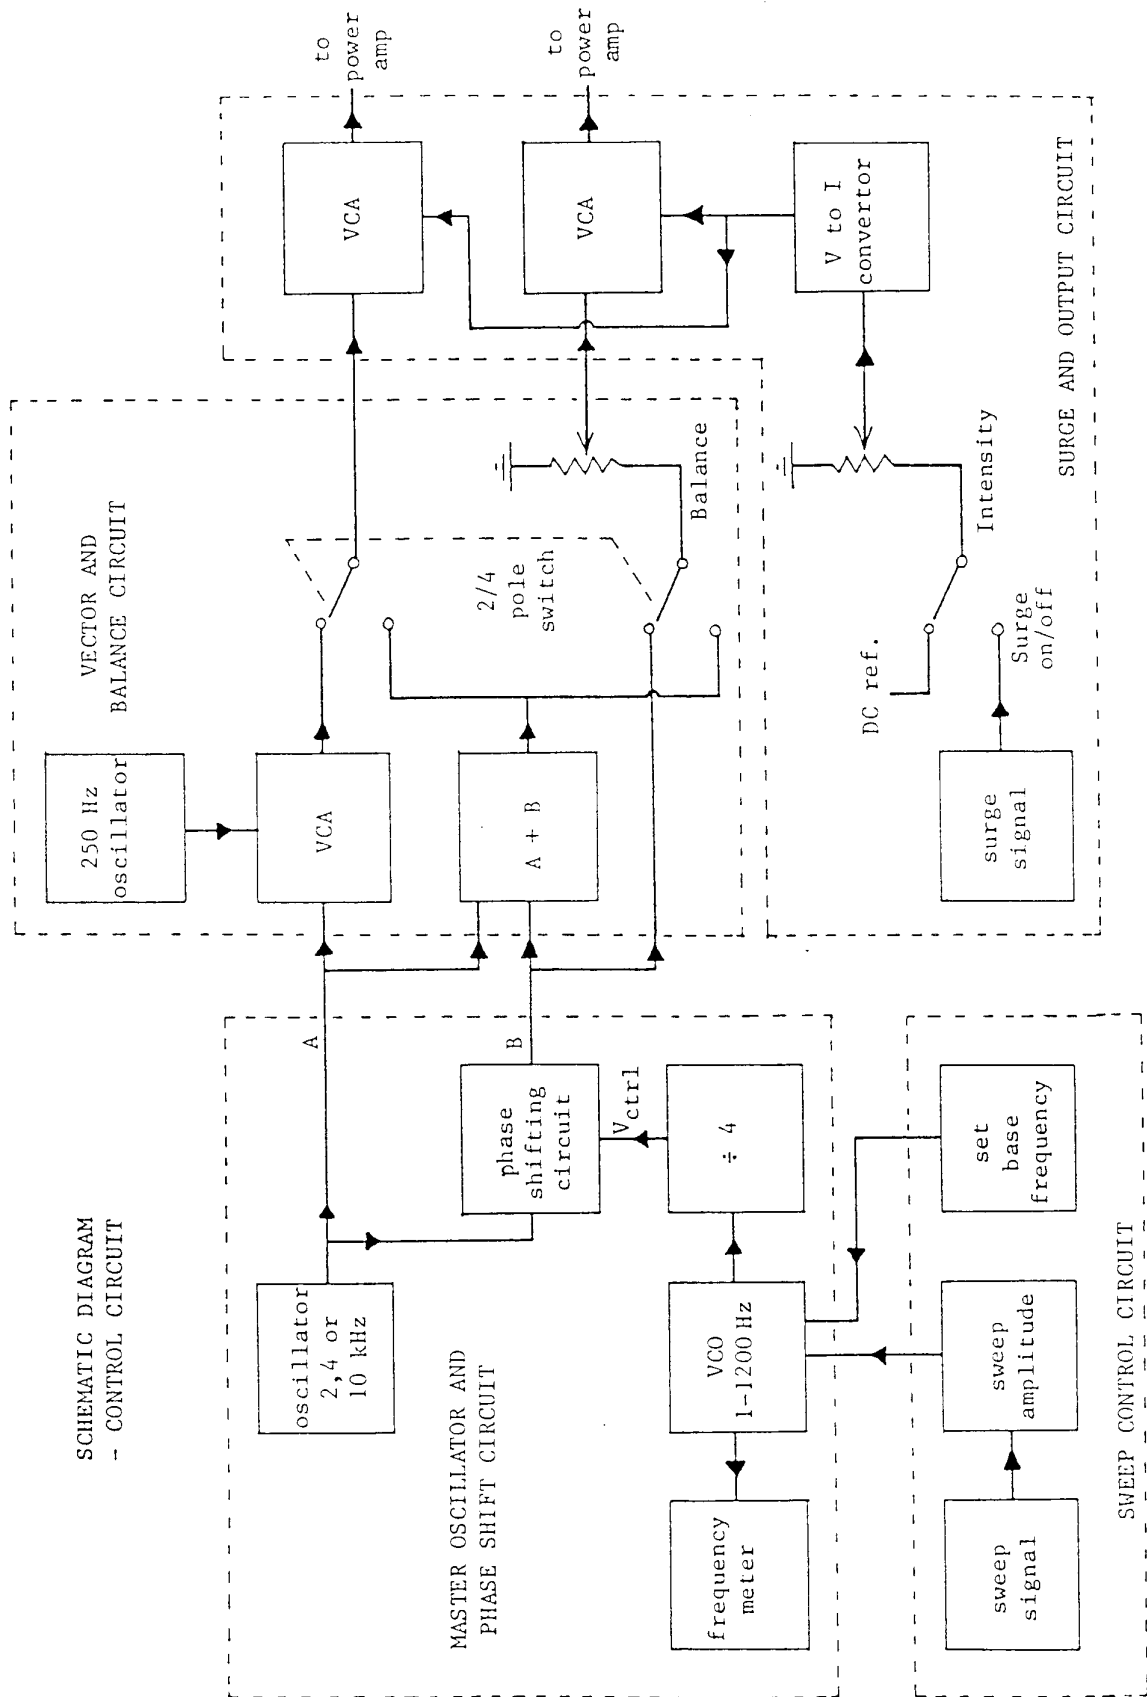 SCHEMATIC DIAGRAM
- CONTROL CIRCUIT
MASTER OSCILLATOR AND
PHASE SHIFT CIRCUIT
oscillator
2,4 or
10 kHz
A
phase
shifting
circuit
B
Vctrl
÷ 4
VCO
1-1200 Hz
frequency
meter
SWEEP CONTROL CIRCUIT
sweep
signal
sweep
amplitude
set
base
frequency
VECTOR AND
BALANCE CIRCUIT
250 Hz
oscillator
VCA
A + B
2/4
pole
switch
Balance
SURGE AND OUTPUT CIRCUIT
surge
signal
Surge
on/off
DC ref.
Intensity
V to I
convertor
VCA
VCA
to
power
amp
to
power
amp